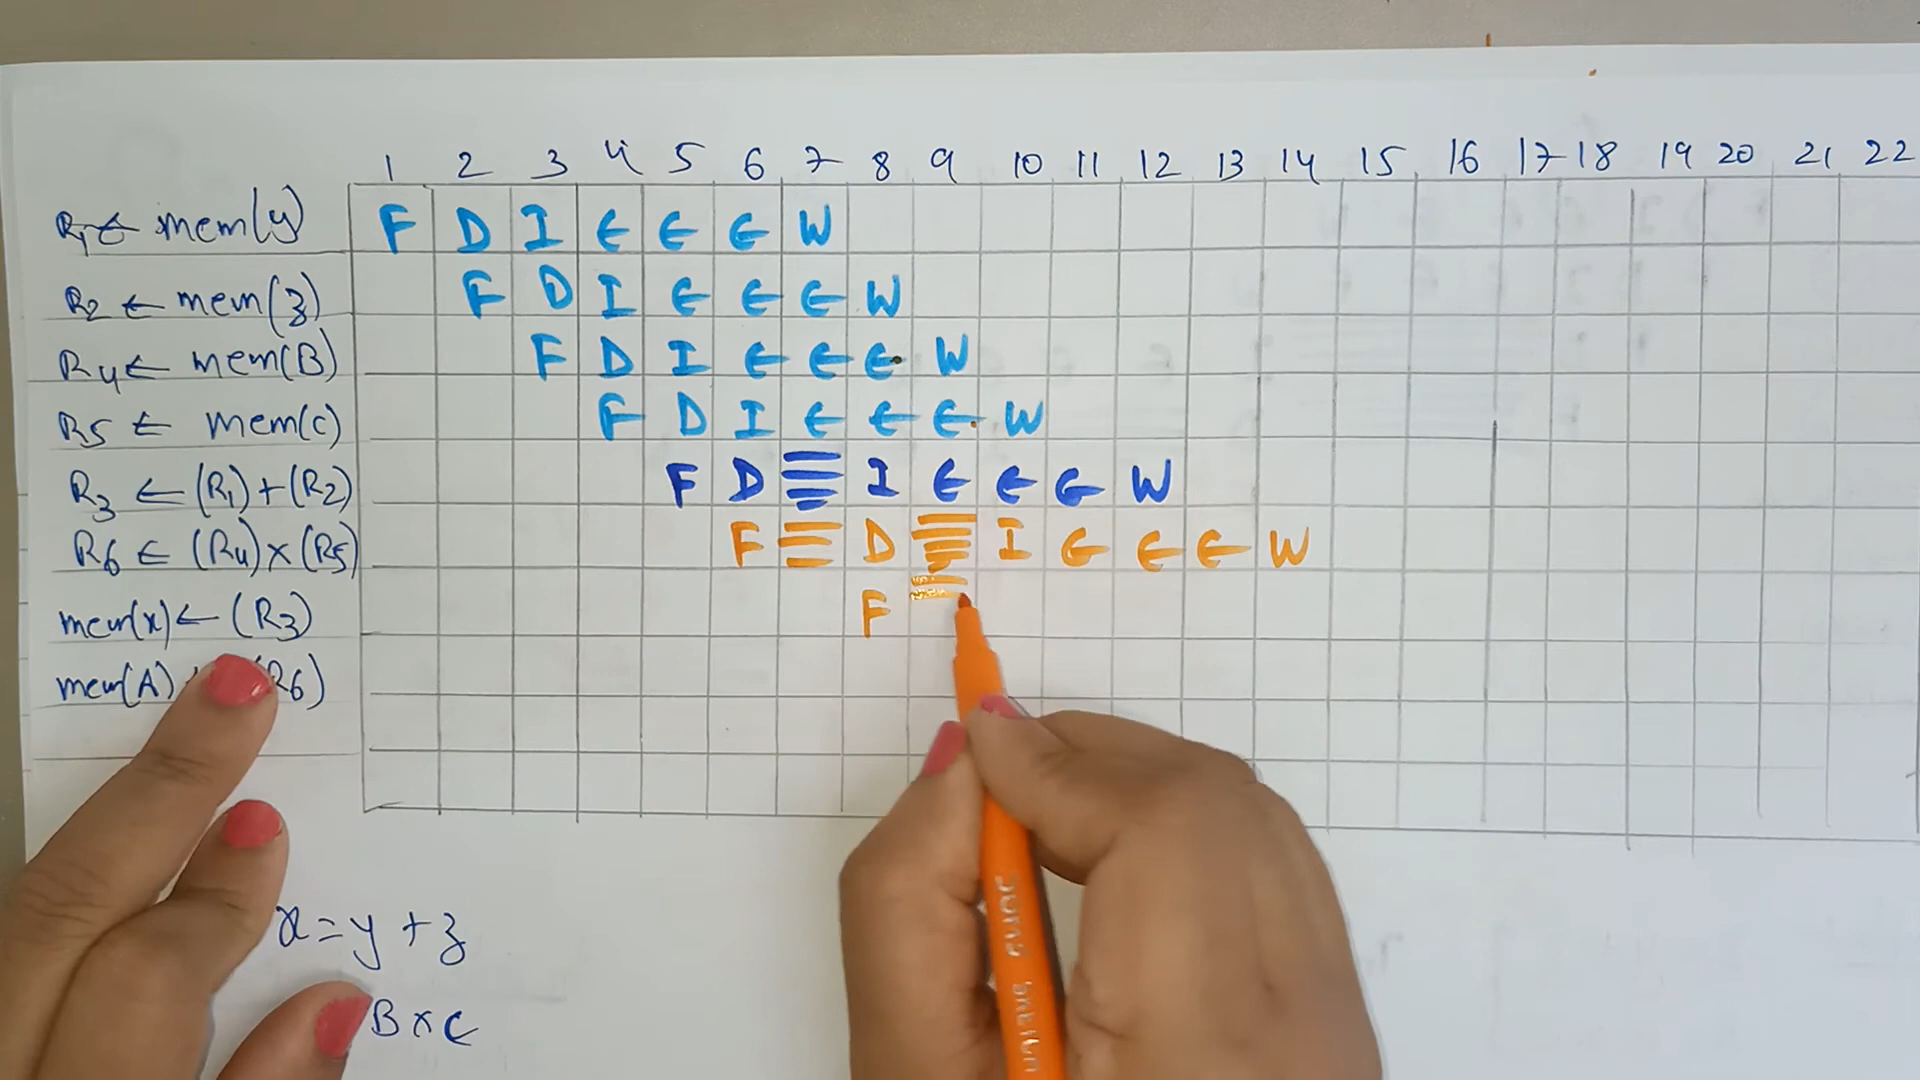 1 2 3 4 5 6 7 8 9 10 11 12 13 14 15 16 17 18 19 20 21 22
R1 ← mem(y) F D I E E E W
R2 ← mem(z) F D I E E E W
R4 ← mem(B) F D I E E E W
R5 ← mem(c) F D I E E E W
R3 ← (R1)+(R2) F D I E E E W
R6 ← (R4)×(R5) F D I E E E W
mem(x) ← (R3) F
mem(A) R6)
x=y+z
B×C